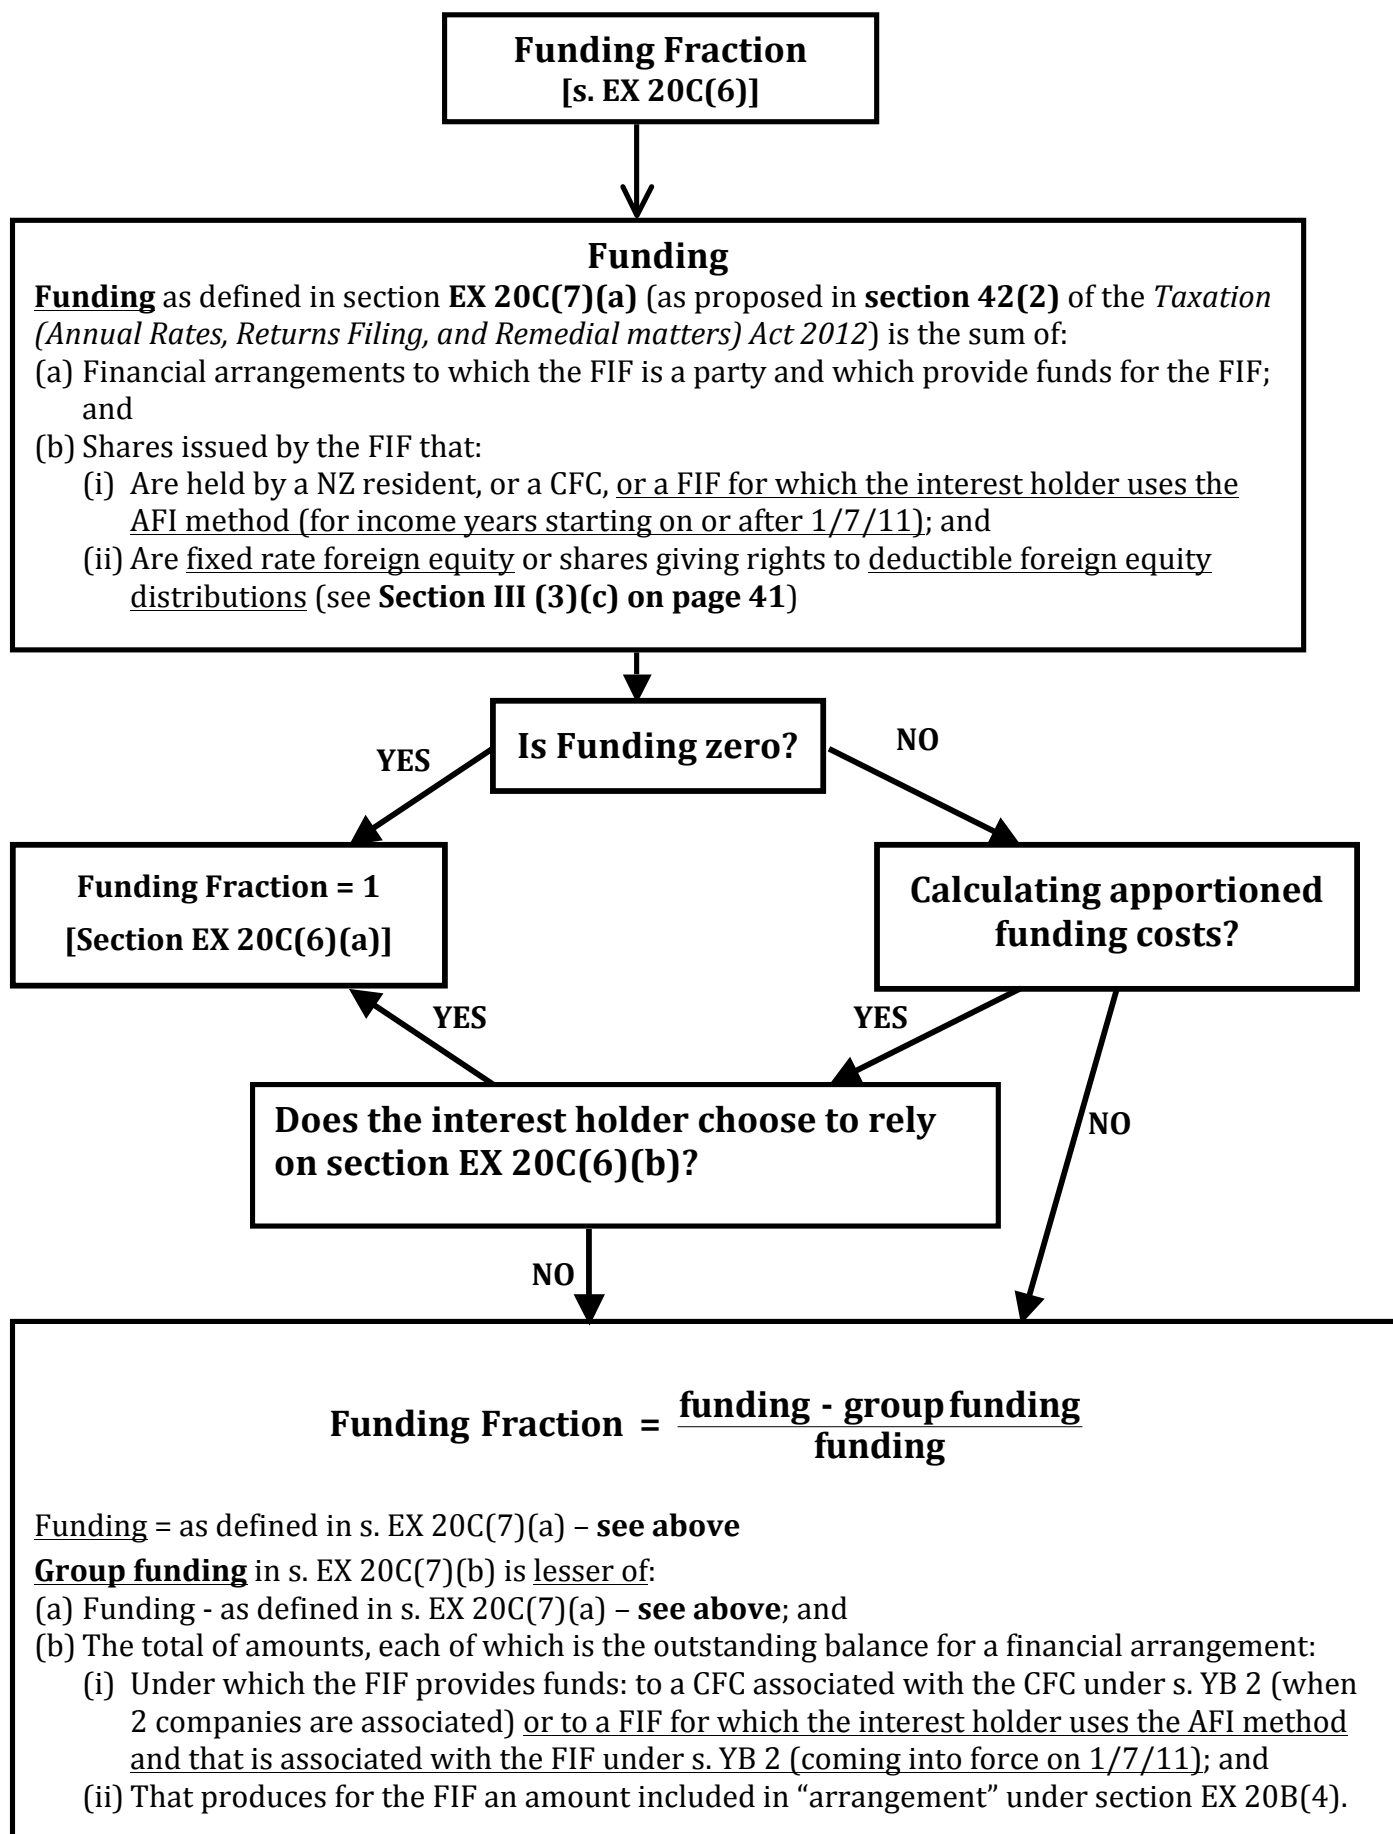 Funding Fraction
[s. EX 20C(6)]
Funding
Funding as defined in section EX 20C(7)(a) (as proposed in section 42(2) of the Taxation
(Annual Rates, Returns Filing, and Remedial matters) Act 2012) is the sum of:
(a) Financial arrangements to which the FIF is a party and which provide funds for the FIF;
and
(b) Shares issued by the FIF that:
(i) Are held by a NZ resident, or a CFC, or a FIF for which the interest holder uses the
AFI method (for income years starting on or after 1/7/11); and
(ii) Are fixed rate foreign equity or shares giving rights to deductible foreign equity
distributions (see Section III (3)(c) on page 41)
Is Funding zero?
YES
NO
Funding Fraction = 1
[Section EX 20C(6)(a)]
Calculating apportioned
funding costs?
YES
YES
Does the interest holder choose to rely
on section EX 20C(6)(b)?
NO
NO
Funding Fraction = funding - group funding
funding
Funding = as defined in s. EX 20C(7)(a) – see above
Group funding in s. EX 20C(7)(b) is lesser of:
(a) Funding - as defined in s. EX 20C(7)(a) – see above; and
(b) The total of amounts, each of which is the outstanding balance for a financial arrangement:
(i) Under which the FIF provides funds: to a CFC associated with the CFC under s. YB 2 (when
2 companies are associated) or to a FIF for which the interest holder uses the AFI method
and that is associated with the FIF under s. YB 2 (coming into force on 1/7/11); and
(ii) That produces for the FIF an amount included in “arrangement” under section EX 20B(4).